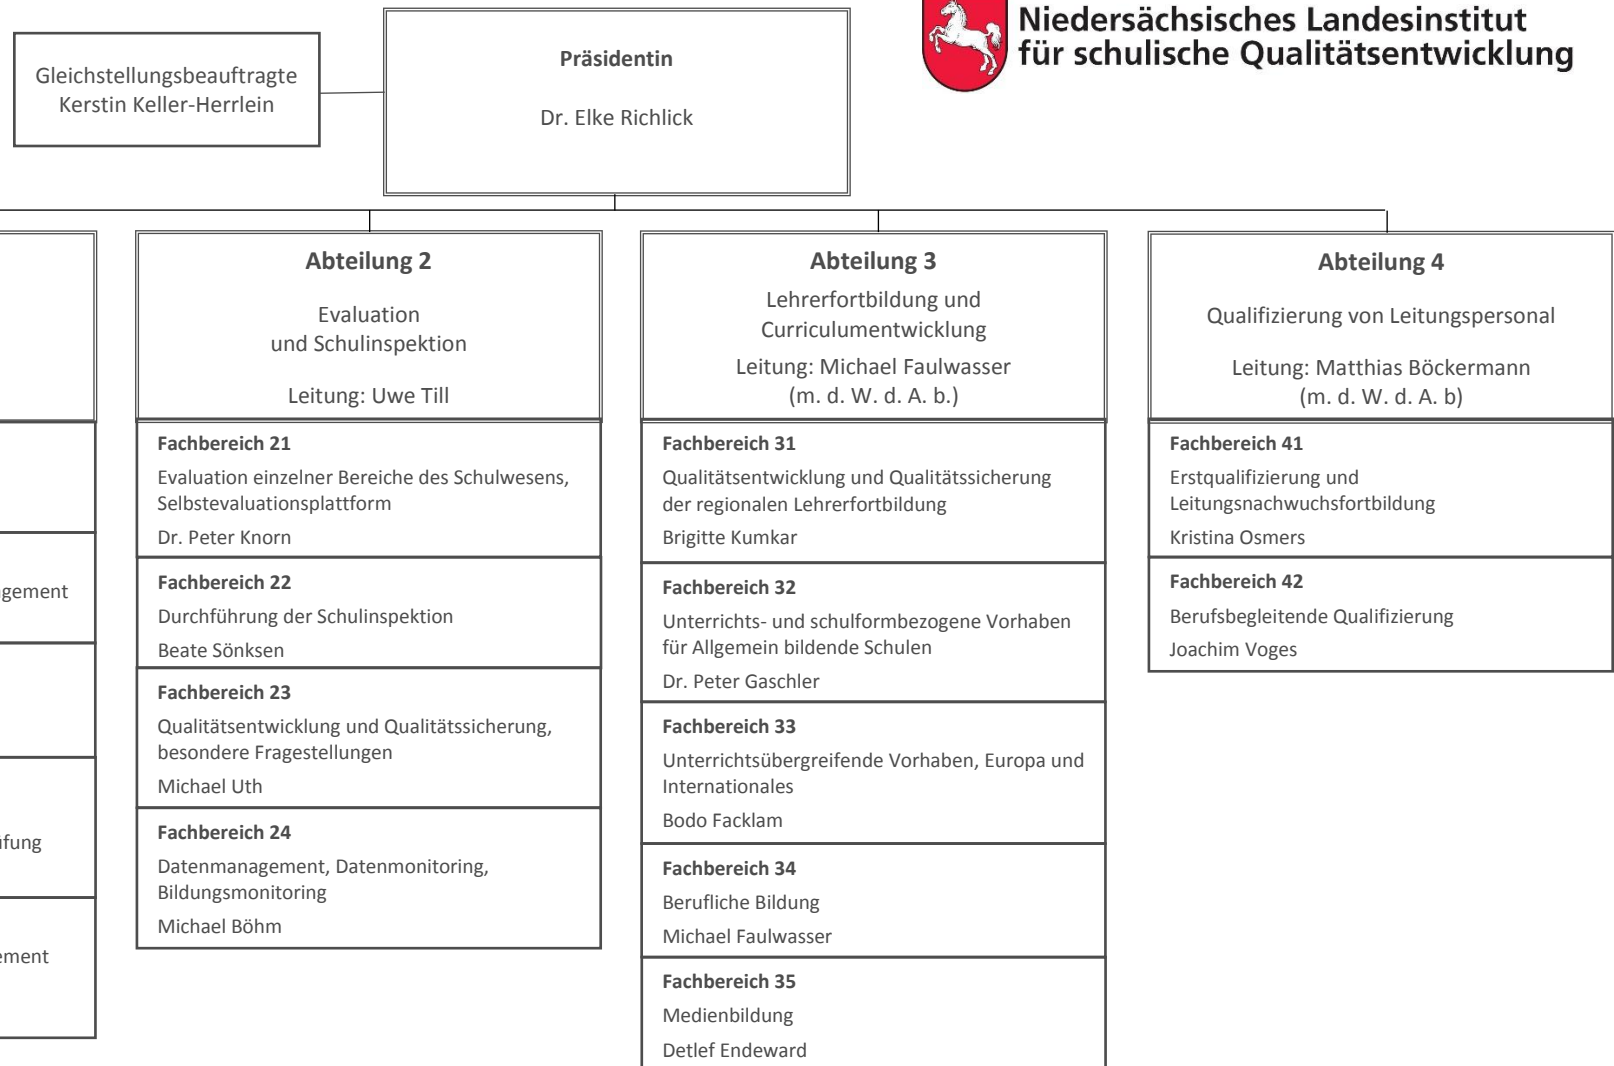 Niedersächsisches Landesinstitut
für schulische Qualitätsentwicklung
Gleichstellungsbeauftragte
Kerstin Keller-Herrlein
Präsidentin
Dr. Elke Richlick
gement
ifung
ement
Abteilung 2
Evaluation
und Schulinspektion
Leitung: Uwe Till
Fachbereich 21
Evaluation einzelner Bereiche des Schulwesens,
Selbstevaluationsplattform
Dr. Peter Knorn
Fachbereich 22
Durchführung der Schulinspektion
Beate Sönksen
Fachbereich 23
Qualitätsentwicklung und Qualitätssicherung,
besondere Fragestellungen
Michael Uth
Fachbereich 24
Datenmanagement, Datenmonitoring,
Bildungsmonitoring
Michael Böhm
Abteilung 3
Lehrerfortbildung und
Curriculumentwicklung
Leitung: Michael Faulwasser
(m. d. W. d. A. b.)
Fachbereich 31
Qualitätsentwicklung und Qualitätssicherung
der regionalen Lehrerfortbildung
Brigitte Kumkar
Fachbereich 32
Unterrichts- und schulformbezogene Vorhaben
für Allgemein bildende Schulen
Dr. Peter Gaschler
Fachbereich 33
Unterrichtsübergreifende Vorhaben, Europa und
Internationales
Bodo Facklam
Fachbereich 34
Berufliche Bildung
Michael Faulwasser
Fachbereich 35
Medienbildung
Detlef Endeward
Abteilung 4
Qualifizierung von Leitungspersonal
Leitung: Matthias Böckermann
(m. d. W. d. A. b)
Fachbereich 41
Erstqualifizierung und
Leitungsnachwuchsfortbildung
Kristina Osmers
Fachbereich 42
Berufsbegleitende Qualifizierung
Joachim Voges